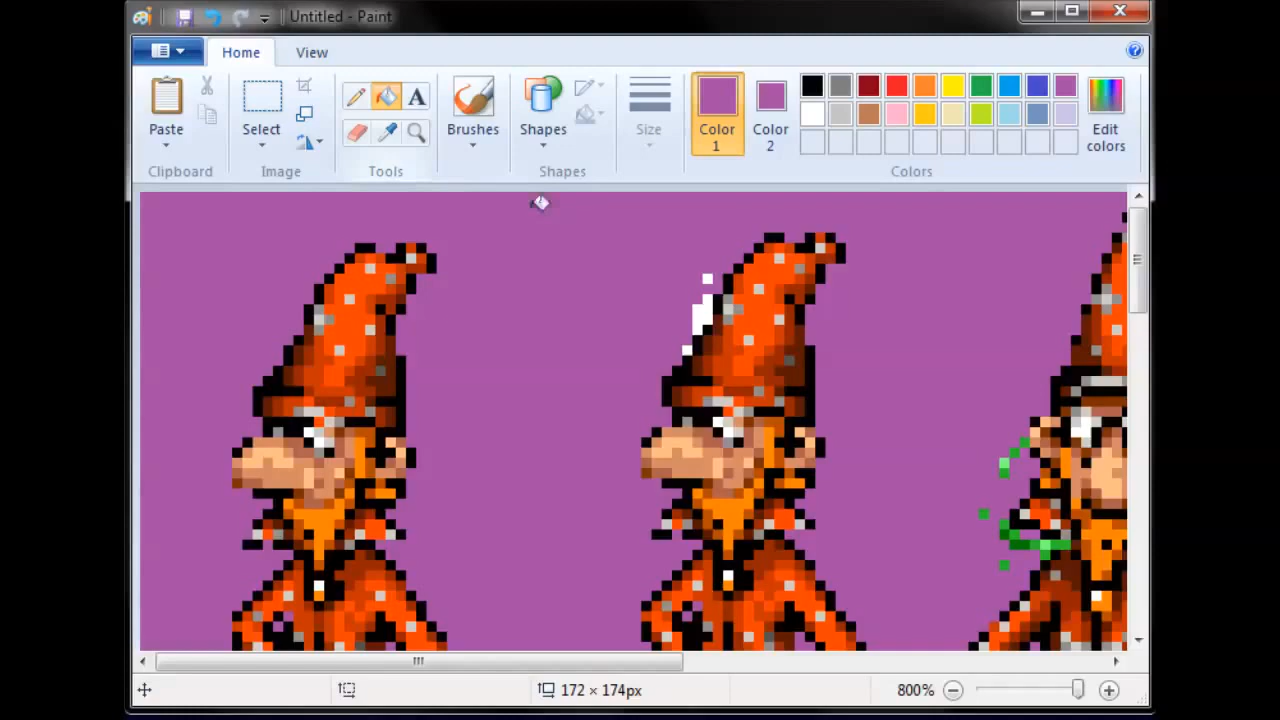 Untitled - Paint
Home View
Paste
Select
A
Brushes
Shapes
Size
Color 1
Color 2
Edit colors
Clipboard Image Tools Shapes Colors
172 × 174px 800%